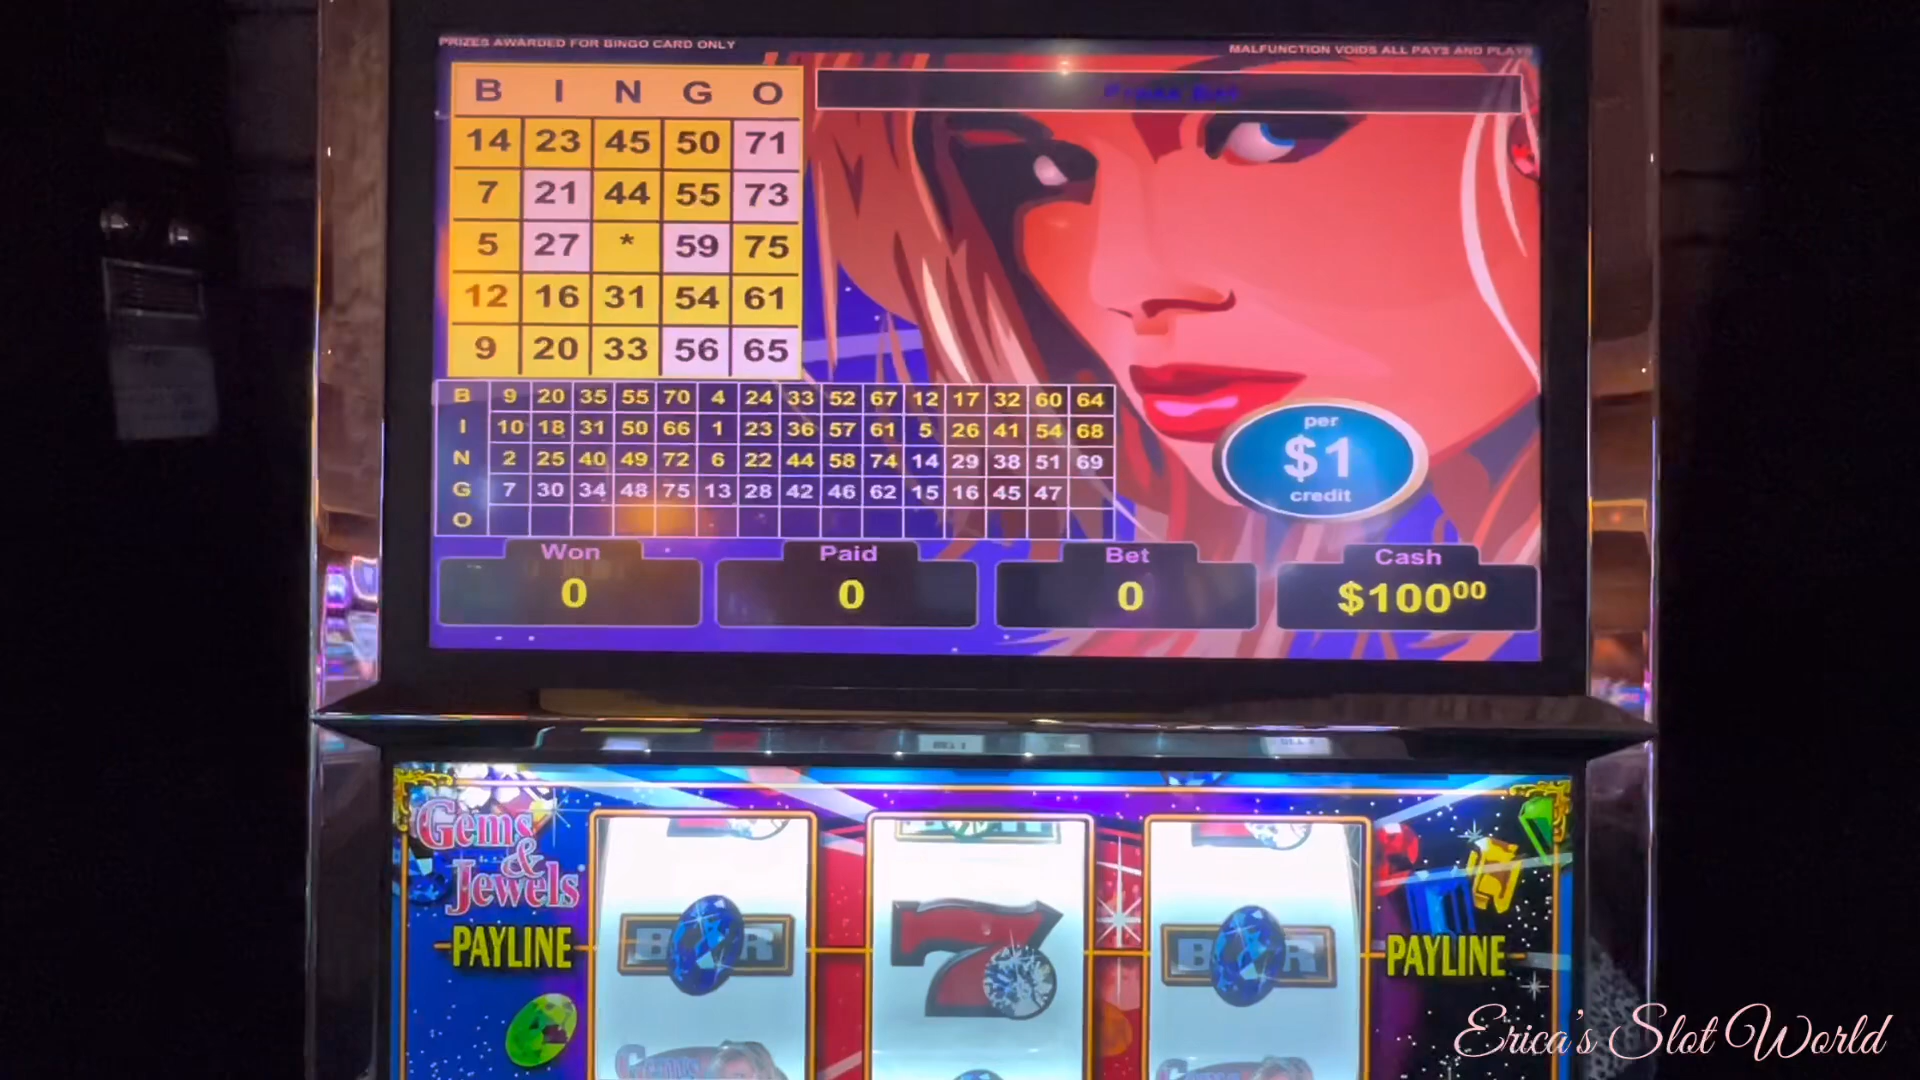 PRIZES AWARDED FOR BINGO CARD ONLY
MALFUNCTION VOIDS ALL PAYS AND PLAYS
B I N G O
14 23 45 50 71
7 21 44 55 73
5 27 * 59 75
12 16 31 54 61
9 20 33 56 65
Press Bet
B 9 20 35 55 70 4 24 33 52 67 12 17 32 60 64
I 10 18 31 50 66 1 23 36 57 61 5 26 41 54 68
N 2 25 40 49 72 6 22 44 58 74 14 29 38 51 69
G 7 30 34 48 75 13 28 42 46 62 15 16 45 47
O
per
$1
credit
Won Paid Bet Cash
0 0 0 $10000
Gems
&
Jewels
PAYLINE
7
PAYLINE
Erica's Slot World